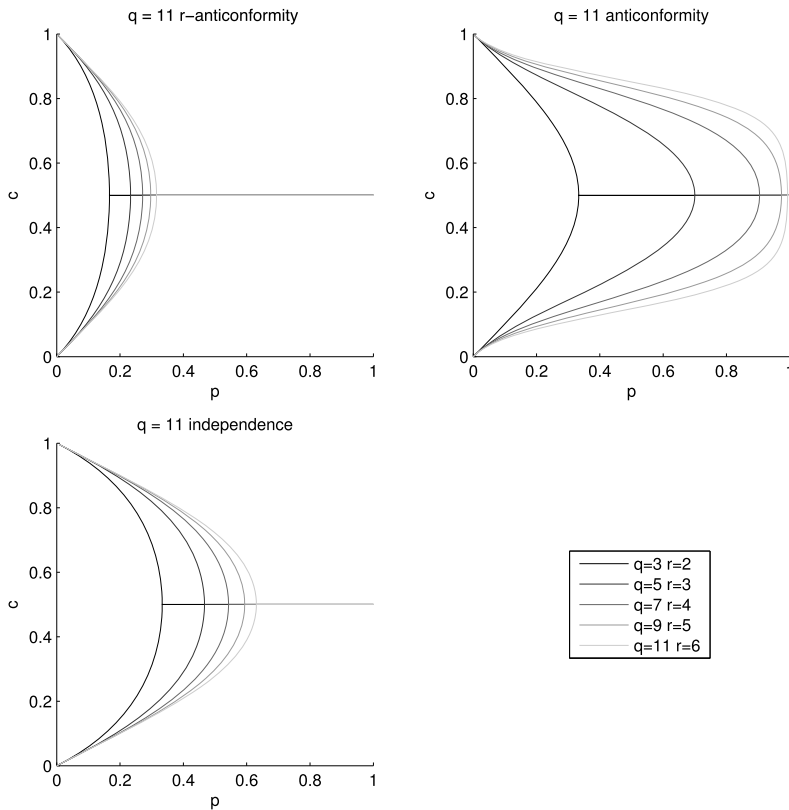 q = 11 r−anticonformity
1
0.8
0.6
c
0.4
0.2
0
0 0.2 0.4 0.6 0.8 1
p
q = 11 anticonformity
1
0.8
0.6
c
0.4
0.2
0
0 0.2 0.4 0.6 0.8 1
p
q = 11 independence
1
0.8
0.6
c
0.4
0.2
0
0 0.2 0.4 0.6 0.8 1
p
q=3 r=2
q=5 r=3
q=7 r=4
q=9 r=5
q=11 r=6